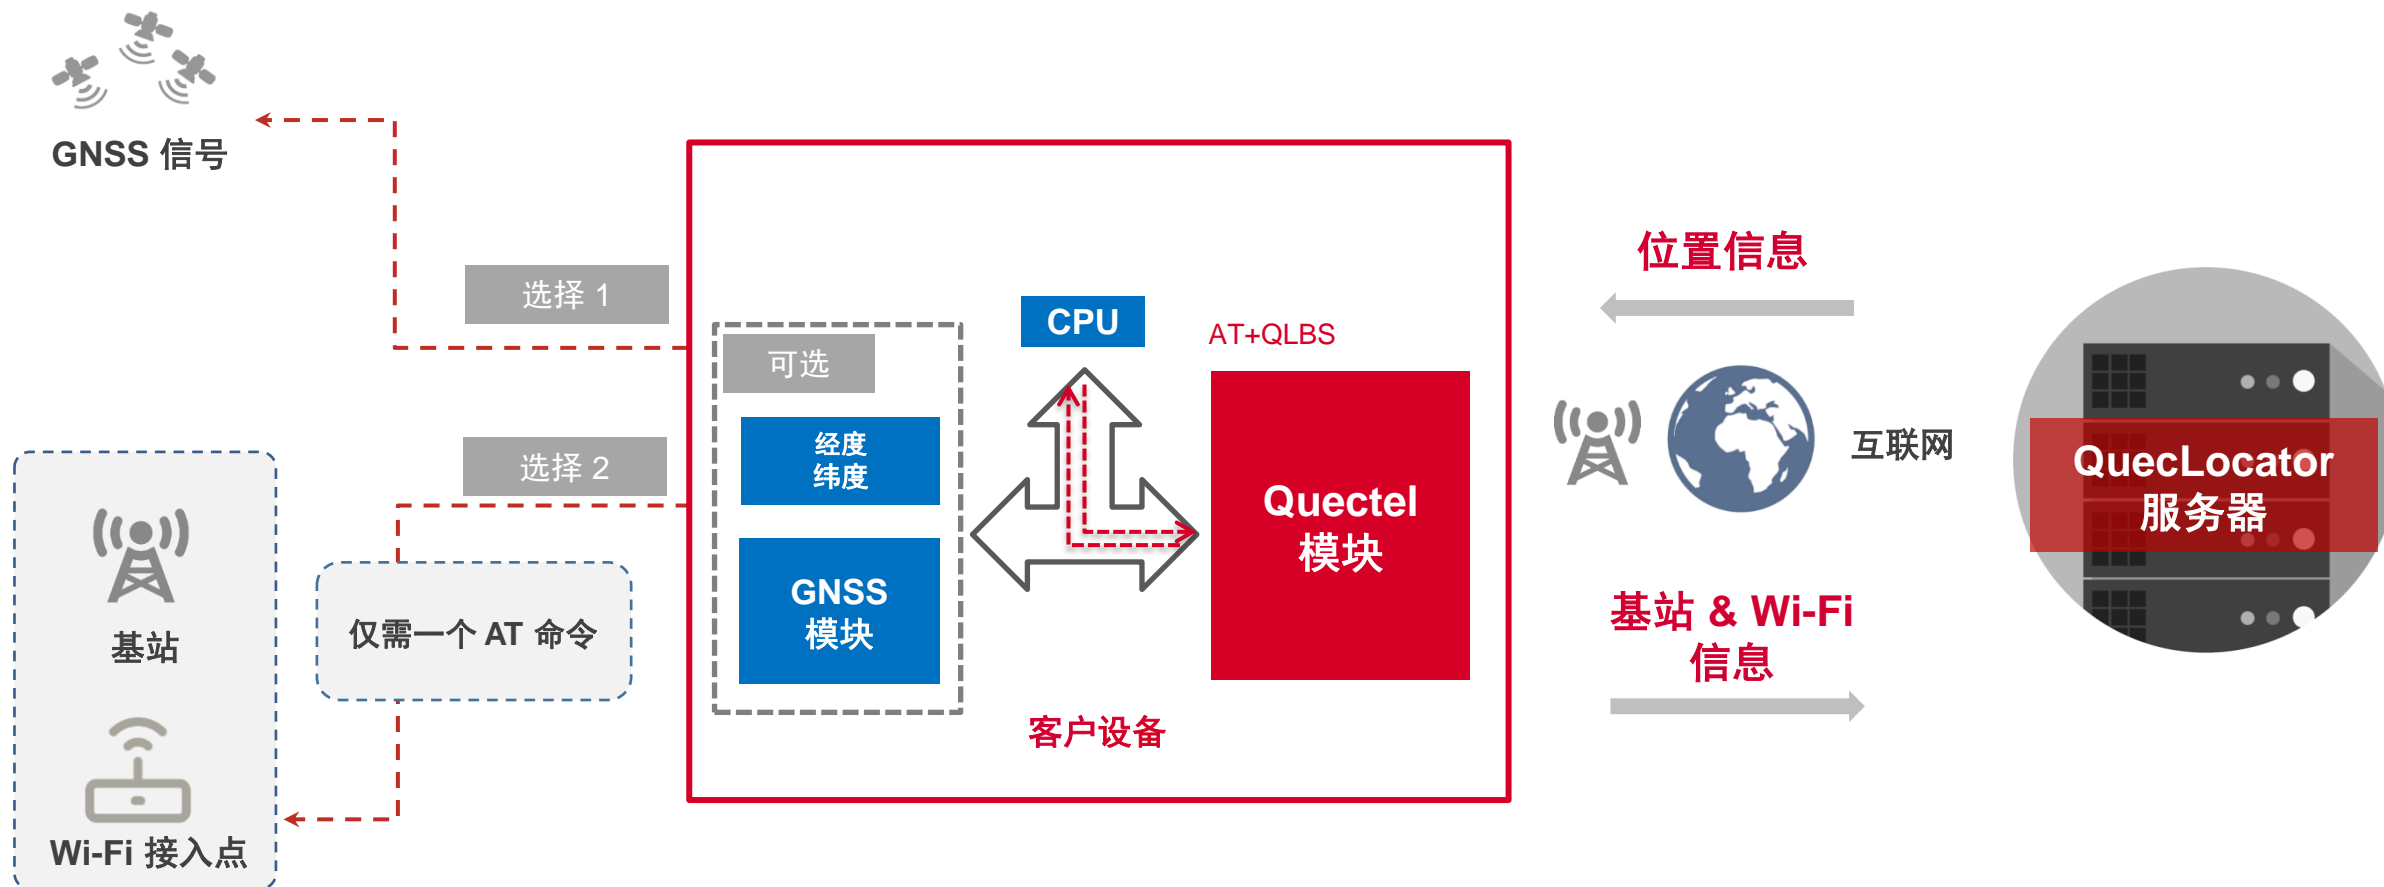 GNSS 信号
选择 1
选择 2
基站
Wi-Fi 接入点
仅需一个 AT 命令
可选
经度
纬度
GNSS
模块
CPU
AT+QLBS
Quectel
模块
客户设备
位置信息
互联网
基站 & Wi-Fi
信息
QuecLocator
服务器